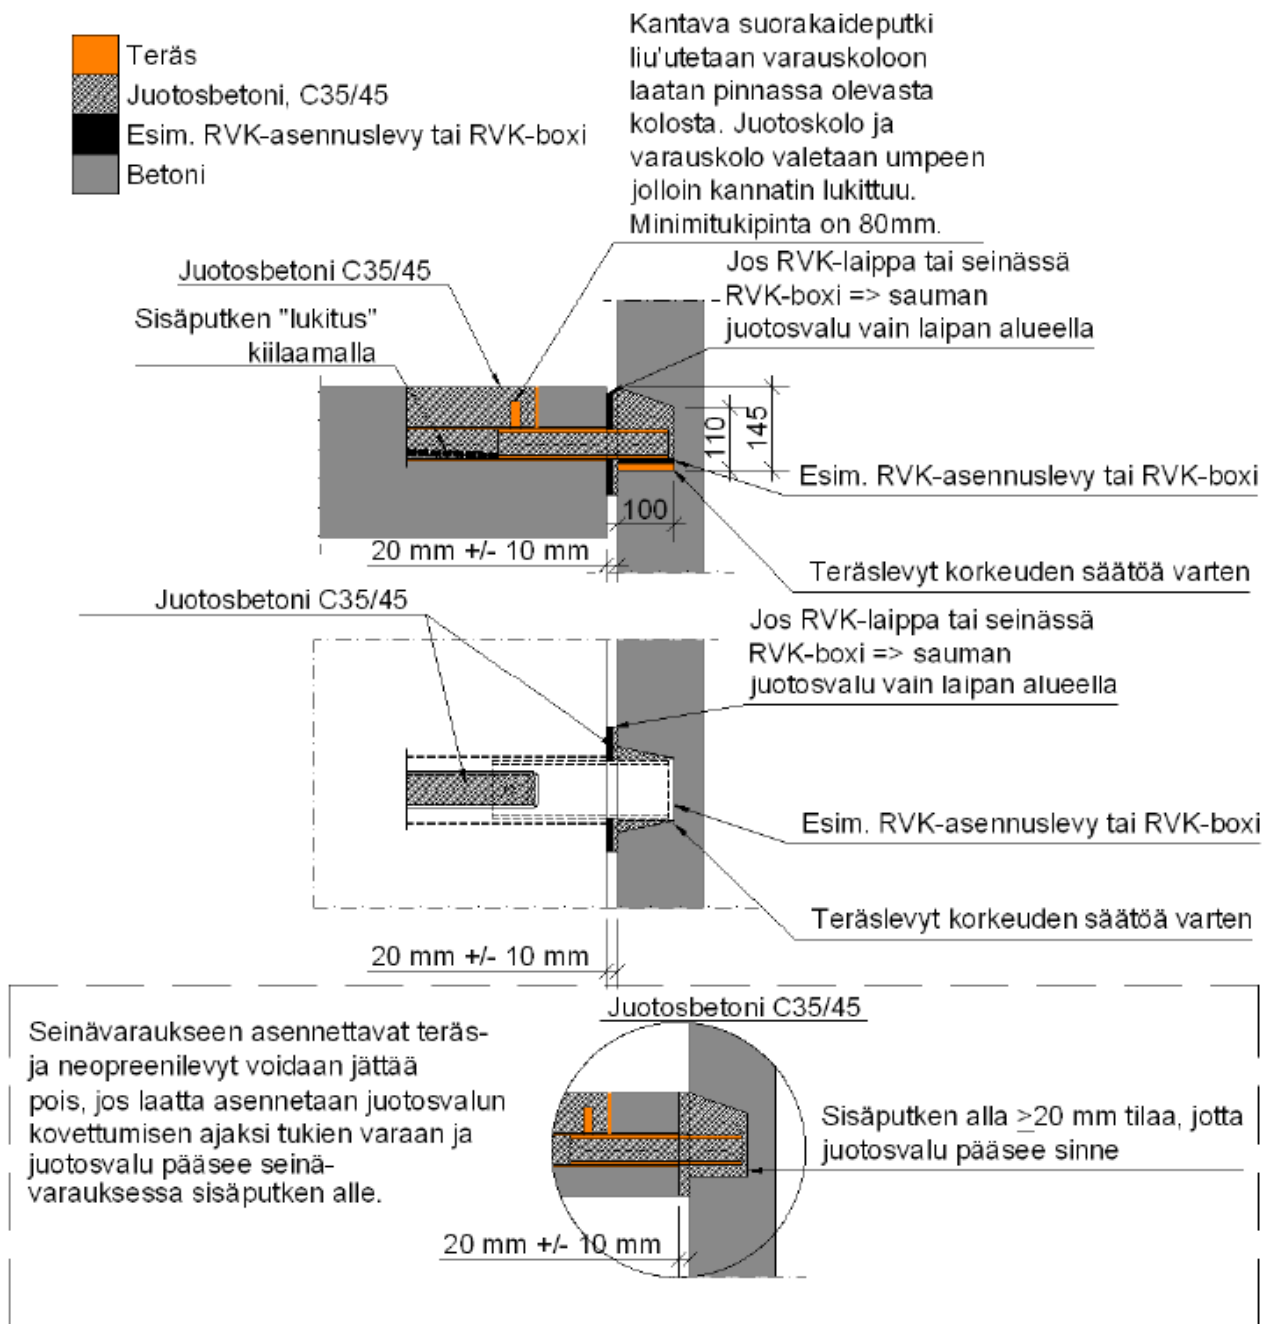 Teräs
Juotosbetoni, C35/45
Esim. RVK-asennuslevy tai RVK-boxi
Betoni
Kantava suorakaideputki
liu'utetaan varauskoloon
laatan pinnassa olevasta
kolosta. Juotoskolo ja
varauskolo valetaan umpeen
jolloin kannatin lukittuu.
Minimitukipinta on 80mm.
Juotosbetoni C35/45
Sisäputken "lukitus"
kiilaamalla
Jos RVK-laippa tai seinässä
RVK-boxi => sauman
juotosvalu vain laipan alueella
110
145
100
Esim. RVK-asennuslevy tai RVK-boxi
20 mm +/- 10 mm
Teräslevyt korkeuden säätöä varten
Juotosbetoni C35/45
Jos RVK-laippa tai seinässä
RVK-boxi => sauman
juotosvalu vain laipan alueella
Esim. RVK-asennuslevy tai RVK-boxi
Teräslevyt korkeuden säätöä varten
20 mm +/- 10 mm
Juotosbetoni C35/45
Seinävaraukseen asennettavat teräs-
ja neopreenilevyt voidaan jättää
pois, jos laatta asennetaan juotosvalun
kovettumisen ajaksi tukien varaan ja
juotosvalu pääsee seinä-
varauksessa sisäputken alle.
Sisäputken alla ≥20 mm tilaa, jotta
juotosvalu pääsee sinne
20 mm +/- 10 mm